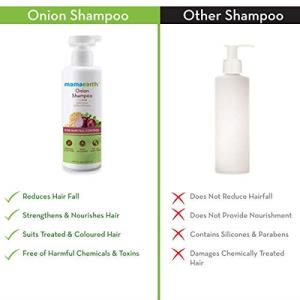 Onion Shampoo
Other Shampoo
mamaearth
Onion
Shampoo
Reduces Hair Fall
Strengthens & Nourishes Hair
Suits Treated & Coloured Hair
Free of Harmful Chemicals & Toxins
Does Not Reduce Hairfall
Does Not Provide Nourishment
Contains Silicones & Parabens
Damages Chemically Treated
Hair